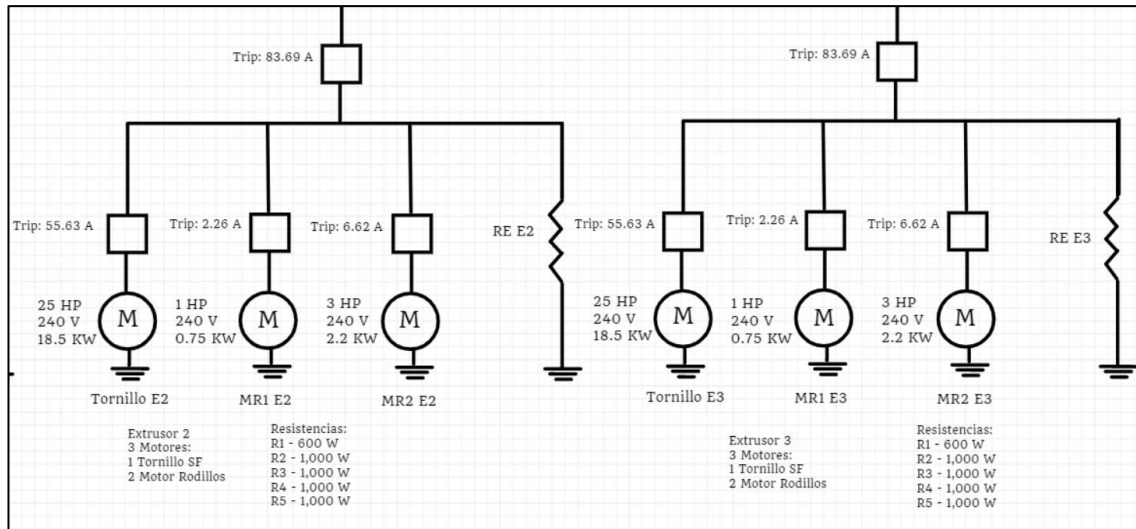 Trip: 83.69 A
Trip: 55.63 A
Trip: 2.26 A
Trip: 6.62 A
RE E2
25 HP
240 V
18.5 KW
M
1 HP
240 V
0.75 KW
M
3 HP
240 V
2.2 KW
M
Tornillo E2
MR1 E2
MR2 E2
Extrusor 2
3 Motores:
1 Tornillo SF
2 Motor Rodillos
Resistencias:
R1 - 600 W
R2 - 1,000 W
R3 - 1,000 W
R4 - 1,000 W
R5 - 1,000 W
Trip: 83.69 A
Trip: 55.63 A
Trip: 2.26 A
Trip: 6.62 A
RE E3
25 HP
240 V
18.5 KW
M
1 HP
240 V
0.75 KW
M
3 HP
240 V
2.2 KW
M
Tornillo E3
MR1 E3
MR2 E3
Extrusor 3
3 Motores:
1 Tornillo SF
2 Motor Rodillos
Resistencias:
R1 - 600 W
R2 - 1,000 W
R3 - 1,000 W
R4 - 1,000 W
R5 - 1,000 W